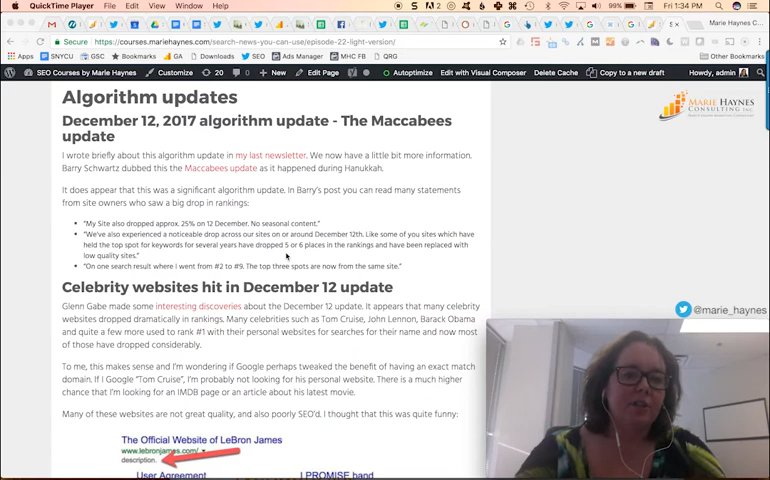 QuickTime Player File Edit View Window Help
2 99% Fri 1:34 PM
Marie Haynes
Secure https://courses.mariehaynes.com/search-news-you-can-use/episode-22-light-version/
Apps SNYCU GSC Bookmarks GA Downloads SEO Ads Manager MHC FB QRG Other Bookmarks
SEO Courses by Marie Haynes Customize 20 0 New Edit Page Autoptimize Edit with Visual Composer Delete Cache Copy to a new draft Howdy, admin
Algorithm updates
MARIE HAYNES
CONSULTING INC.
December 12, 2017 algorithm update - The Maccabees
update
I wrote briefly about this algorithm update in my last newsletter. We now have a little bit more information.
Barry Schwartz dubbed this the Maccabees update as it happened during Hanukkah.
It does appear that this was a significant algorithm update. In Barry's post you can read many statements
from site owners who saw a big drop in rankings:
• "My Site also dropped approx. 25% on 12 December. No seasonal content."
• "We've also experienced a noticeable drop across our sites on or around December 12th. Like some of you sites which have
held the top spot for keywords for several years have dropped 5 or 6 places in the rankings and have been replaced with
low quality sites."
• "On one search result where I went from #2 to #9. The top three spots are now from the same site."
Celebrity websites hit in December 12 update
Glenn Gabe made some interesting discoveries about the December 12 update. It appears that many celebrity
websites dropped dramatically in rankings. Many celebrities such as Tom Cruise, John Lennon, Barack Obama
and quite a few more used to rank #1 with their personal websites for searches for their name and now most
of those have dropped considerably.
@marie_haynes
To me, this makes sense and I'm wondering if Google perhaps tweaked the benefit of having an exact match
domain. If I Google "Tom Cruise", I'm probably not looking for his personal website. There is a much higher
chance that I'm looking for an IMDB page or an article about his latest movie.
Many of these websites are not great quality, and also poorly SEO'd. I thought that this was quite funny:
The Official Website of LeBron James
www.lebronjames.com/
description.
User Agreement I PROMISE band